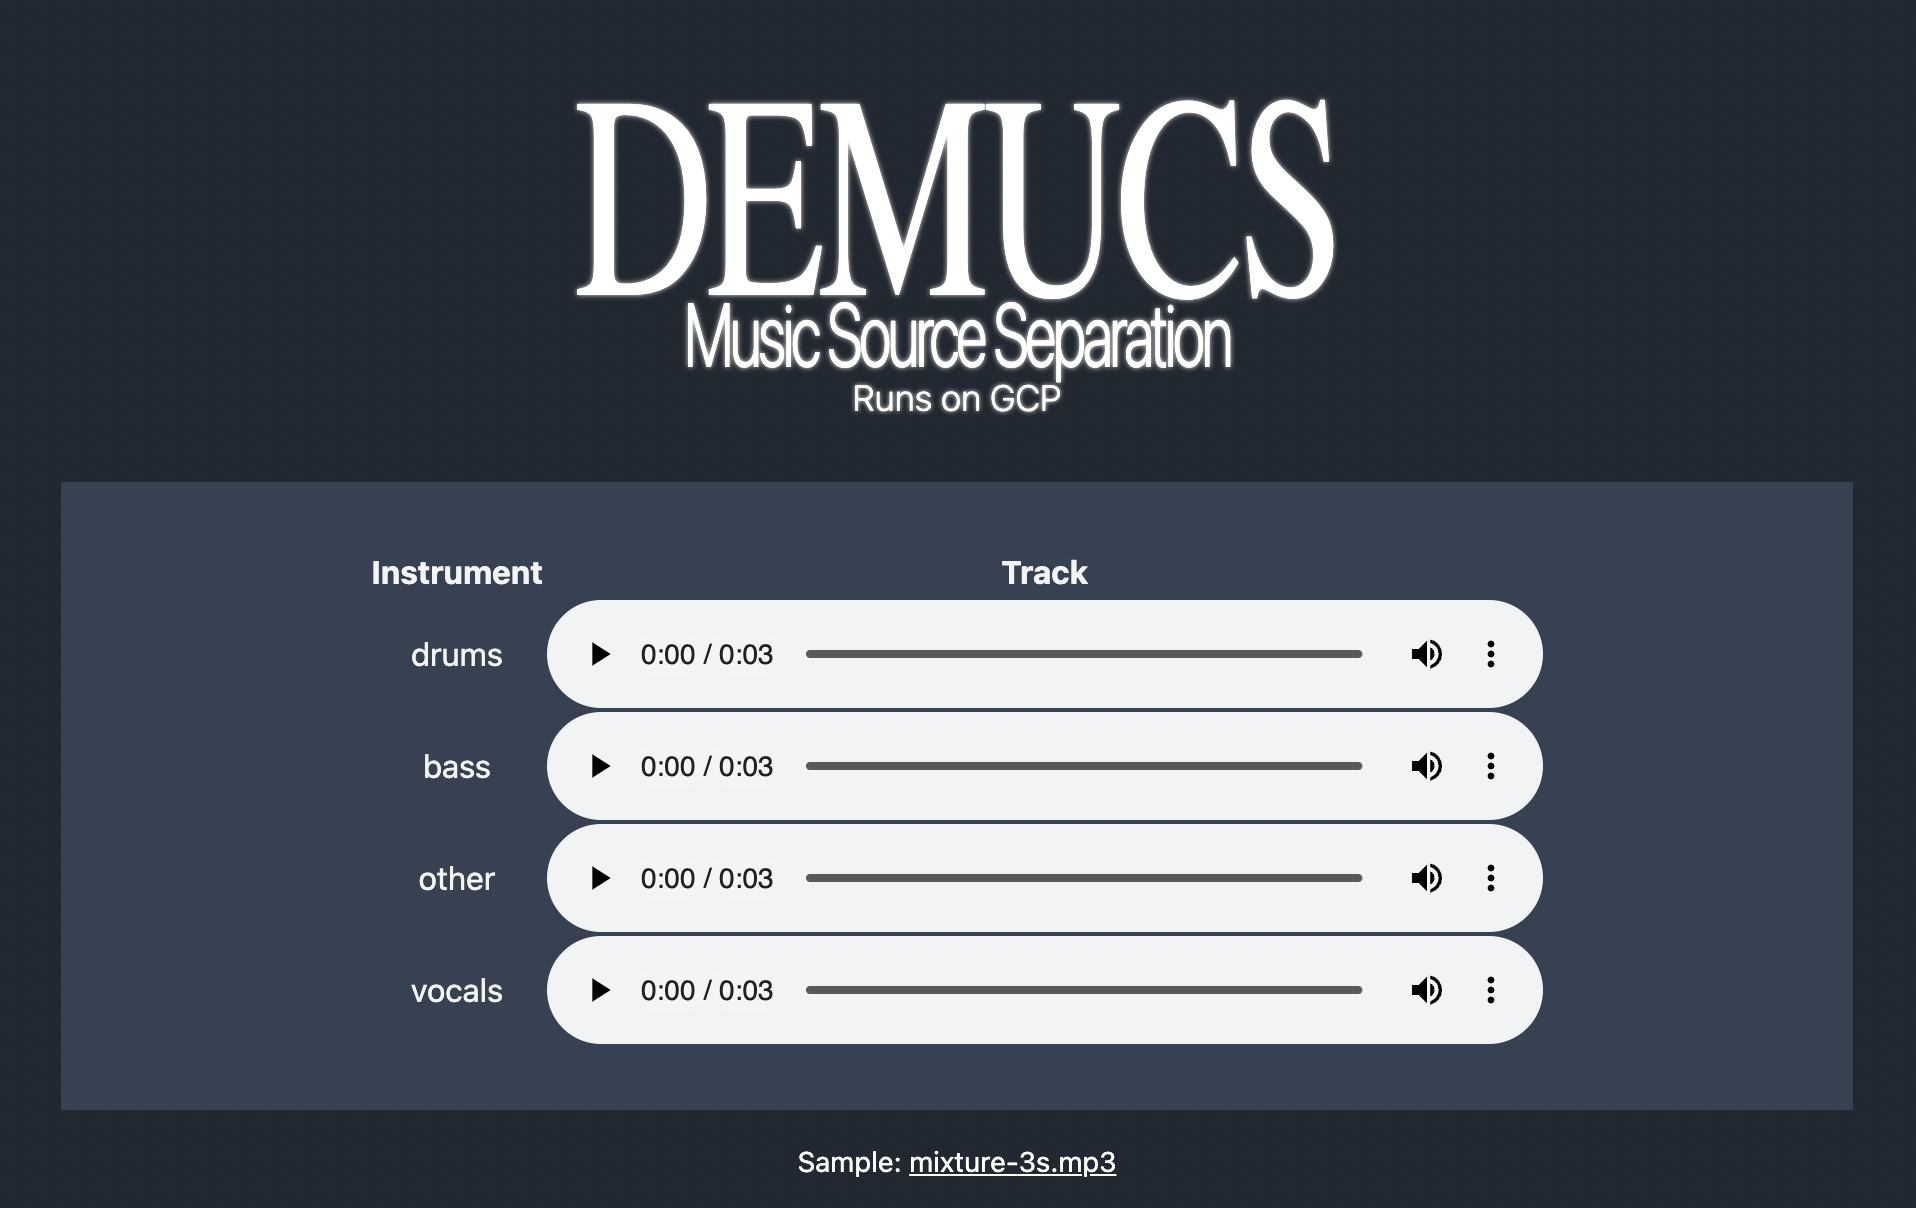 DEMUCS
Music Source Separation
Runs on GCP
Instrument Track
drums 0:00 / 0:03
bass 0:00 / 0:03
other 0:00 / 0:03
vocals 0:00 / 0:03
Sample: mixture-3s.mp3